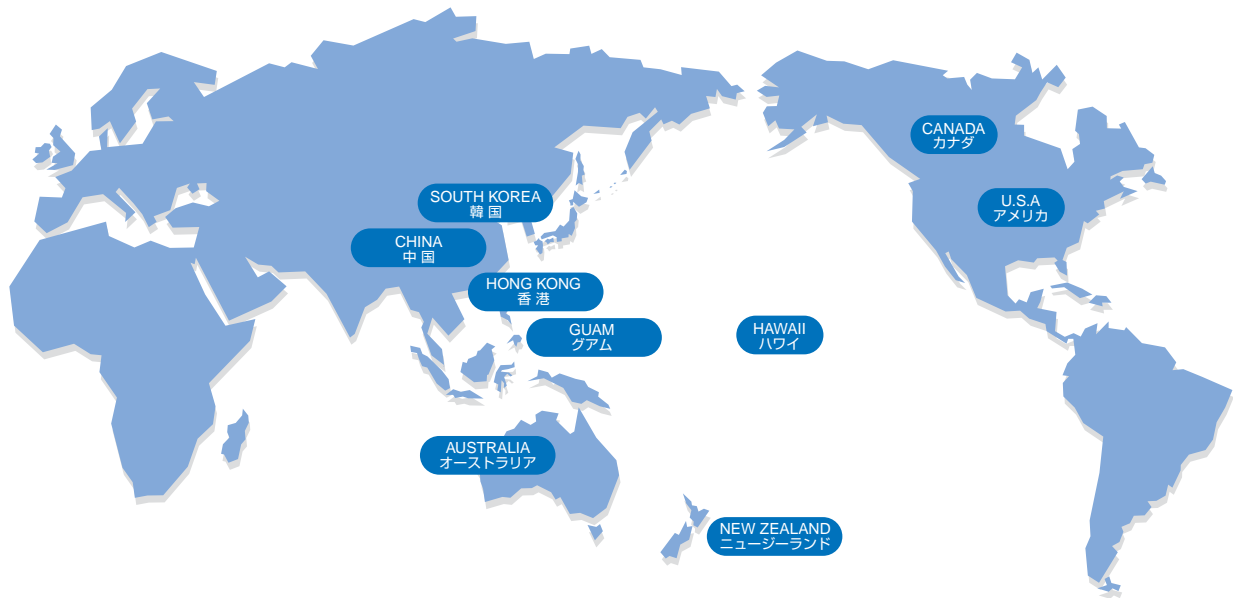 CANADA
カナダ
SOUTH KOREA
韓 国
U.S.A
アメリカ
CHINA
中 国
HONG KONG
香 港
GUAM
グアム
HAWAII
ハワイ
AUSTRALIA
オーストラリア
NEW ZEALAND
ニュージーランド